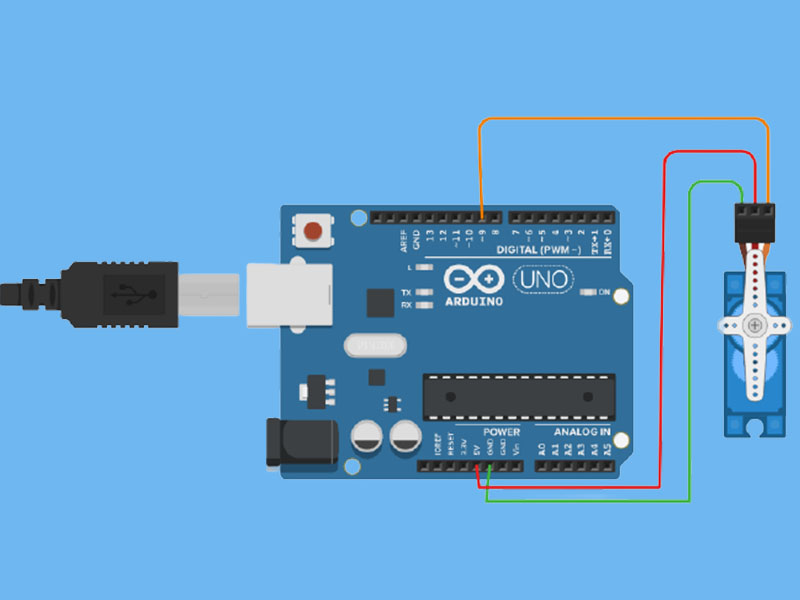 AREF
GND
13
12
~11
~10
~9
8
7
~6
~5
4
~3
2
TX→1
RX←0
DIGITAL (PWM~)
L
TX
RX
UNO
ON
ARDUINO
POWER
ANALOG IN
IOREF
RESET
3.3V
5V
GND
GND
Vin
A0
A1
A2
A3
A4
A5